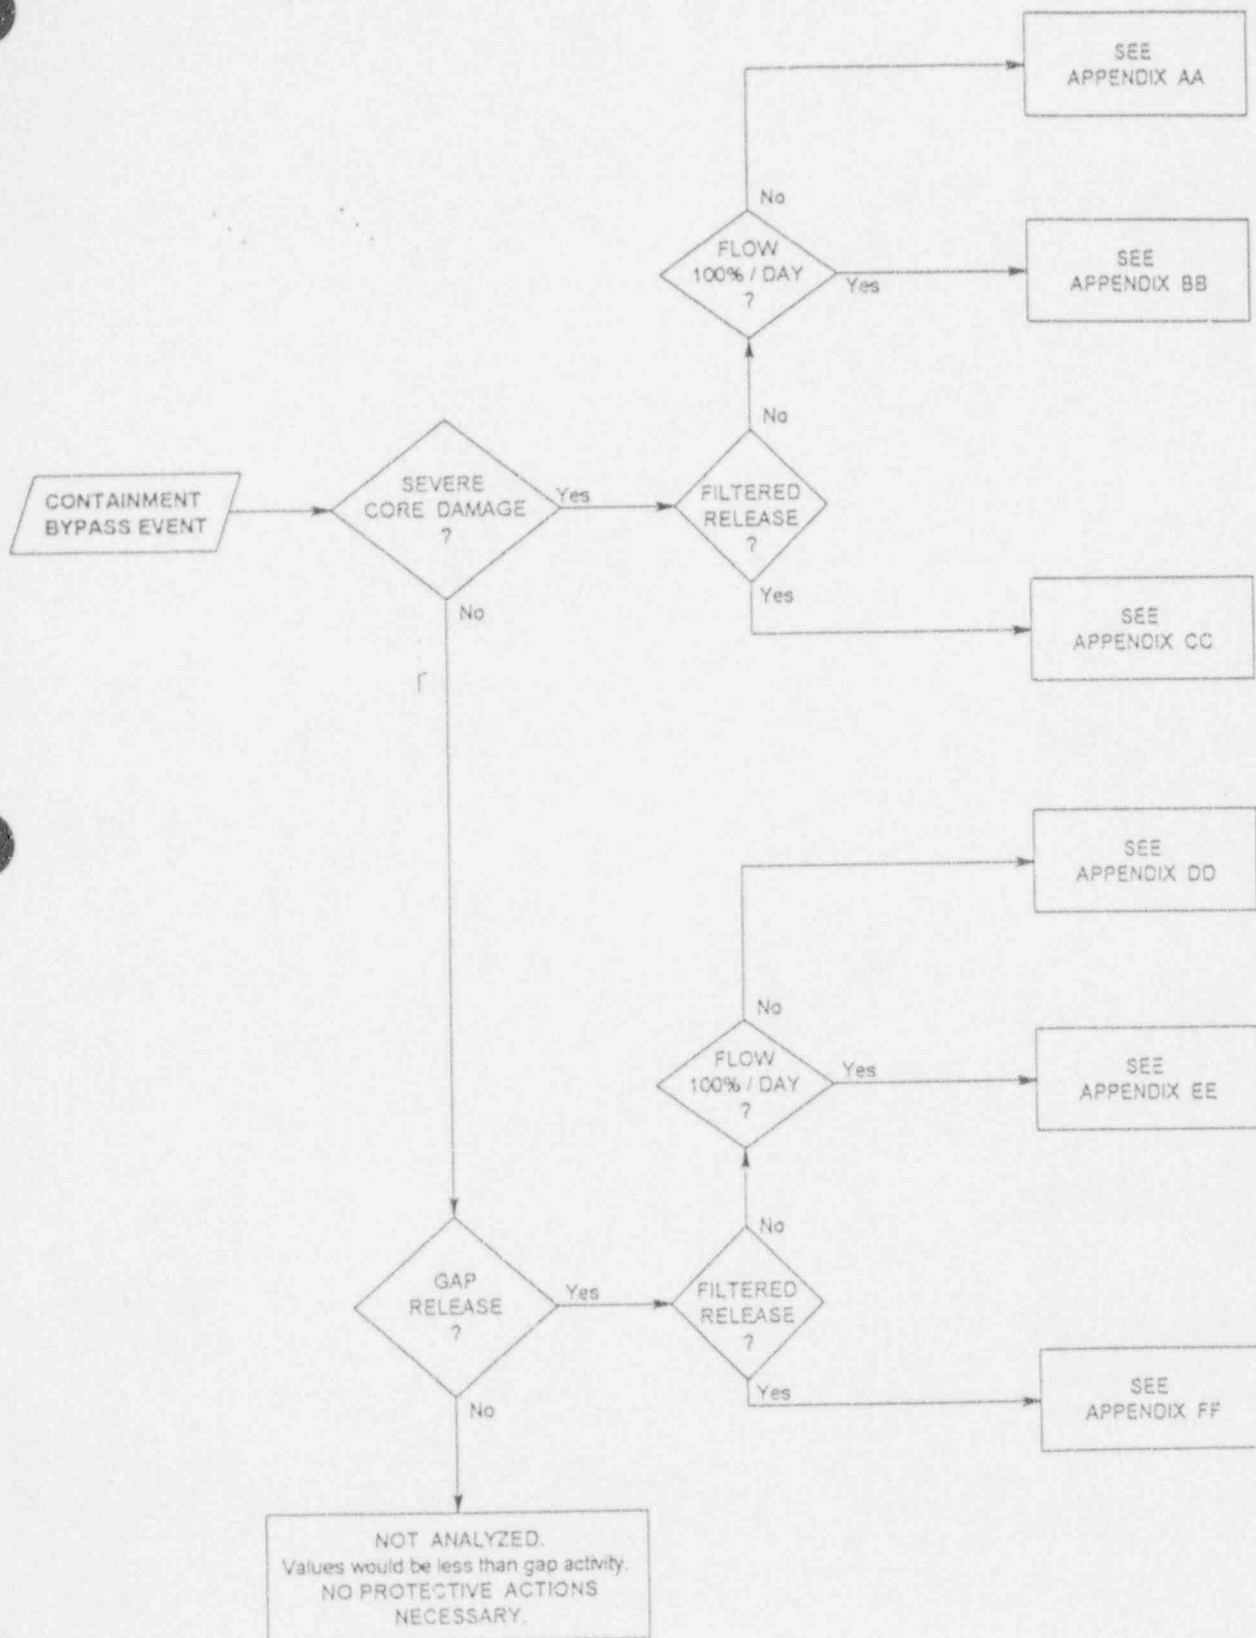 SEE
APPENDIX AA
No
FLOW
100% / DAY
?
Yes
SEE
APPENDIX BB
No
CONTAINMENT
BYPASS EVENT
SEVERE
CORE DAMAGE
?
Yes
FILTERED
RELEASE
?
No
Yes
SEE
APPENDIX CC
SEE
APPENDIX DD
No
FLOW
100% / DAY
?
Yes
SEE
APPENDIX EE
No
GAP
RELEASE
?
Yes
FILTERED
RELEASE
?
Yes
SEE
APPENDIX FF
No
NOT ANALYZED.
Values would be less than gap activity.
NO PROTECTIVE ACTIONS
NECESSARY.